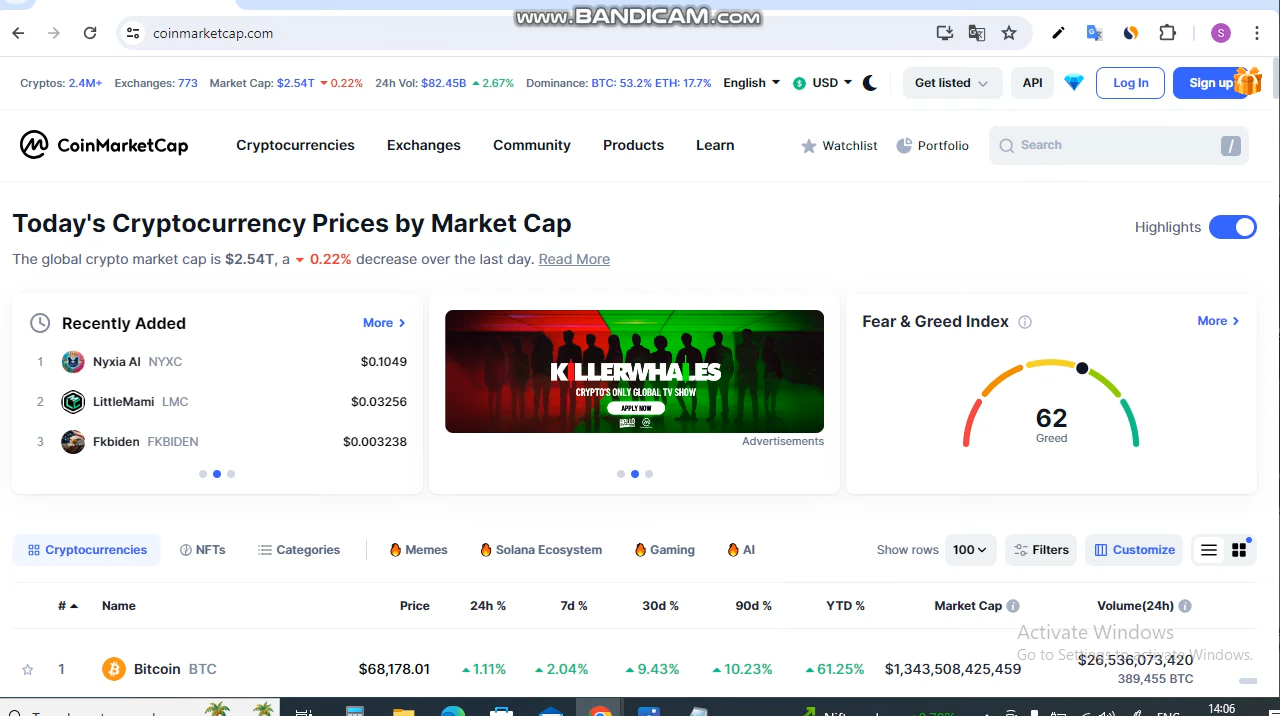 www.BANDICAM.com
coinmarketcap.com
S
Cryptos: 2.4M+ Exchanges: 773 Market Cap: $2.54T 0.22% 24h Vol: $82.45B 2.67% Dominance: BTC: 53.2% ETH: 17.7% English USD Get listed API Log In Sign up
CoinMarketCap Cryptocurrencies Exchanges Community Products Learn Watchlist Portfolio Search /
Today's Cryptocurrency Prices by Market Cap
Highlights
The global crypto market cap is $2.54T, a 0.22% decrease over the last day. Read More
Recently Added More
1 Nyxia AI NYXC $0.1049
2 LittleMami LMC $0.03256
3 Fkbiden FKBIDEN $0.003238
KILLERWHALES
CRYPTO'S ONLY GLOBAL TV SHOW
APPLY NOW
HELLO
Advertisements
Fear & Greed Index More
62
Greed
Cryptocurrencies NFTs Categories Memes Solana Ecosystem Gaming AI Show rows 100 Filters Customize
# Name Price 24h % 7d % 30d % 90d % YTD % Market Cap Volume(24h)
1 Bitcoin BTC $68,178.01 1.11% 2.04% 9.43% 10.23% 61.25% $1,343,508,425,459 $26,536,073,420
389,455 BTC
Activate Windows
Go to Settings to activate Windows.
14:06